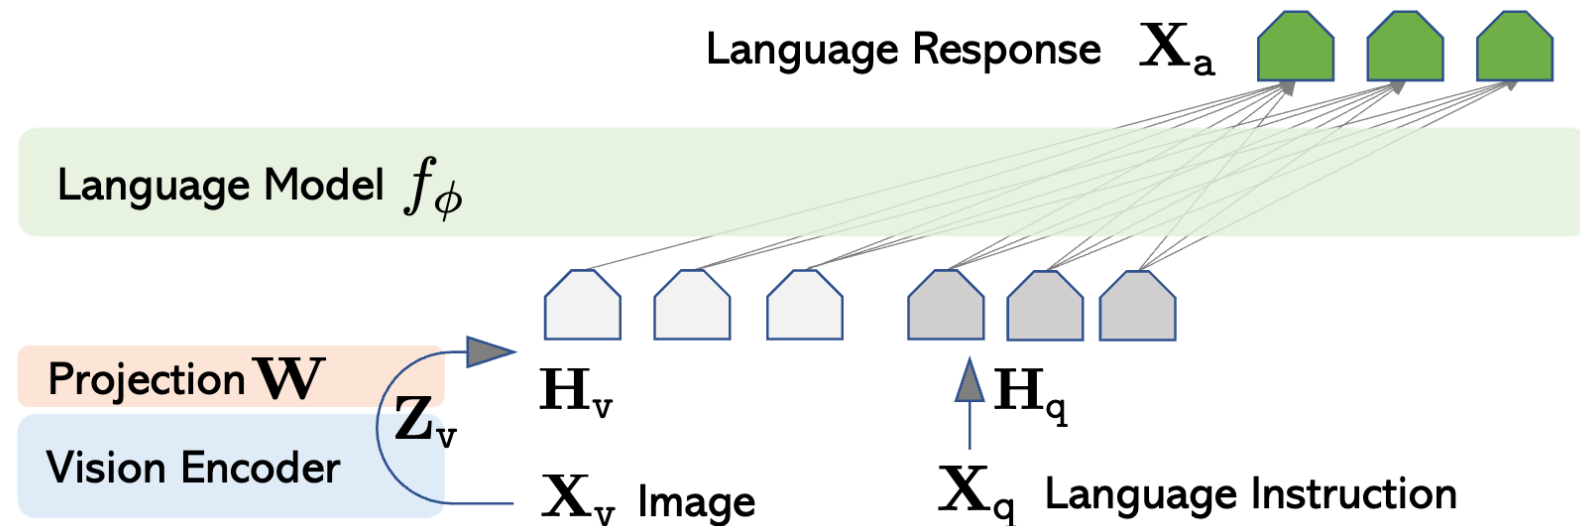 Language Response X_a
Language Model f_ϕ
Projection W
H_v
H_q
Z_v
Vision Encoder
X_v Image
X_q Language Instruction